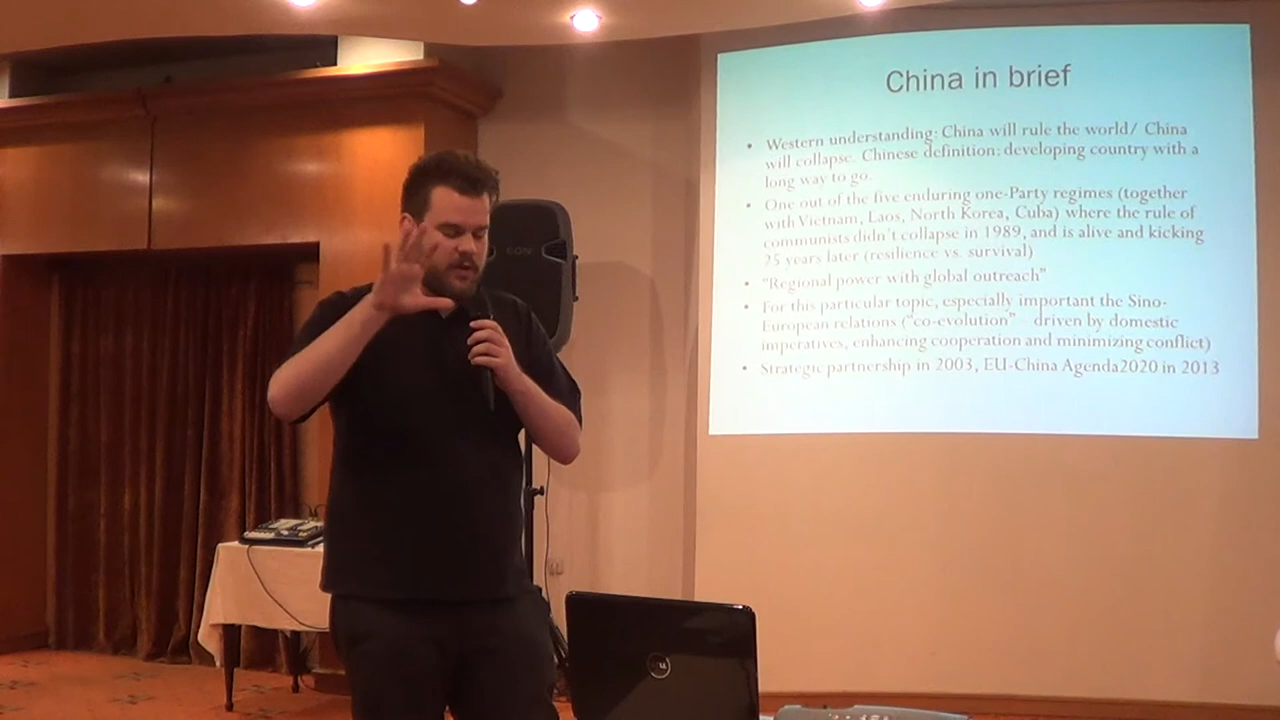 China in brief
• Western understanding: China will rule the world/ China
will collapse. Chinese definition: developing country with a
long way to go.
• One out of the five enduring one-Party regimes (together
with Vietnam, Laos, North Korea, Cuba) where the rule of
communists didn't collapse in 1989, and is alive and kicking
25 years later (resilience vs. survival)
• "Regional power with global outreach"
• For this particular topic, especially important the Sino-
European relations ("co-evolution" – driven by domestic
imperatives, enhancing cooperation and minimizing conflict)
• Strategic partnership in 2003, EU-China Agenda2020 in 2013
DELL